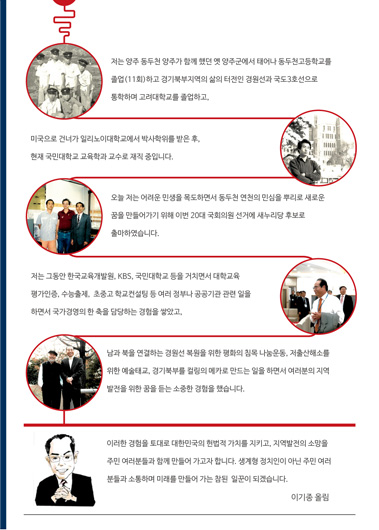 저는 양주 동두천 양주가 함께 했던 옛 양주군에서 태어나 동두천고등학교를
졸업(11회)하고 경기북부지역의 삶의 터전인 경원선과 국도3호선으로
통학하며 고려대학교를 졸업하고,
미국으로 건너가 일리노이대학교에서 박사학위를 받은 후,
현재 국민대학교 교육학과 교수로 재직 중입니다.
오늘 저는 어려운 민생을 목도하면서 동두천 연천의 민심을 뿌리로 새로운
꿈을 만들어가기 위해 이번 20대 국회의원 선거에 새누리당 후보로
출마하였습니다.
저는 그동안 한국교육개발원, KBS, 국민대학교 등을 거치면서 대학교육
평가인증, 수능출제, 초중고 학교컨설팅 등 여러 정부나 공공기관 관련 일을
하면서 국가경영의 한 축을 담당하는 경험을 쌓았고,
남과 북을 연결하는 경원선 복원을 위한 평화의 침목 나눔운동, 저출산해소를
위한 예술태교, 경기북부를 컬링의 메카로 만드는 일을 하면서 여러분의 지역
발전을 위한 꿈을 듣는 소중한 경험을 했습니다.
이러한 경험을 토대로 대한민국의 헌법적 가치를 지키고, 지역발전의 소망을
주민 여러분들과 함께 만들어 가고자 합니다. 생계형 정치인이 아닌 주민 여러
분들과 소통하며 미래를 만들어 가는 참된 일꾼이 되겠습니다.
이기종 올림